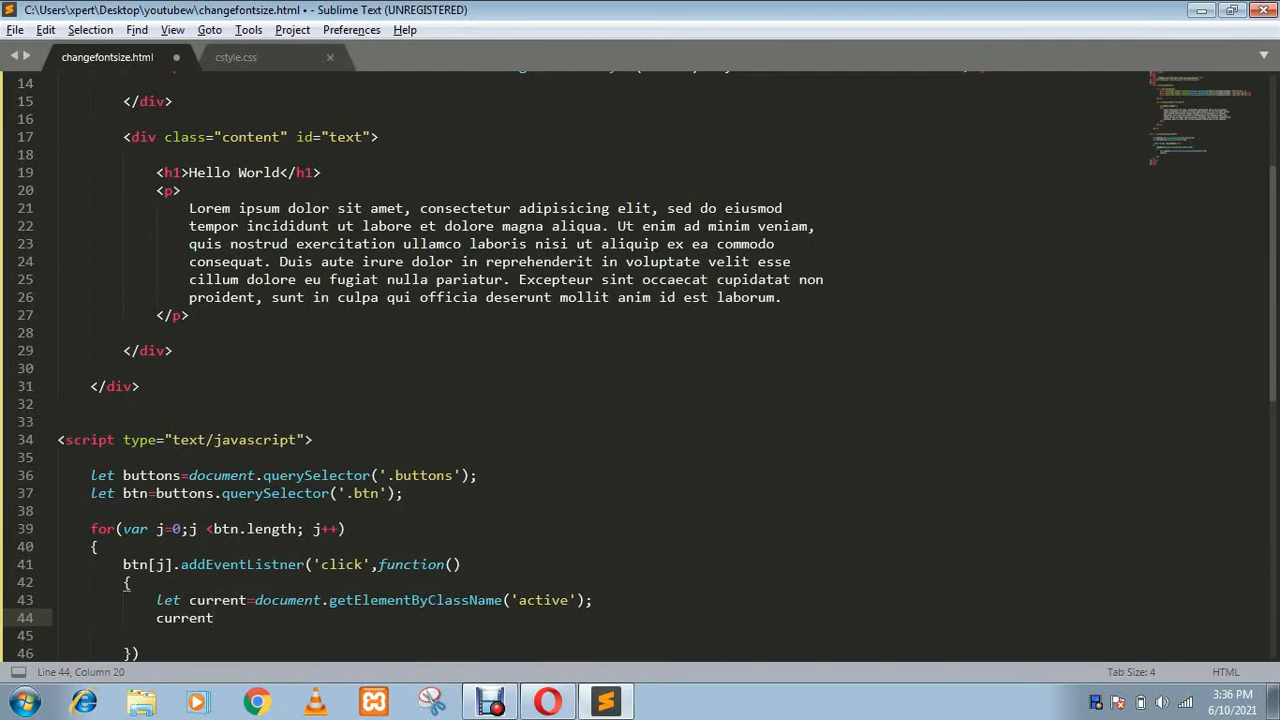 C:\Users\xpert\Desktop\youtubew\changefontsize.html • - Sublime Text (UNREGISTERED)
File Edit Selection Find View Goto Tools Project Preferences Help
changefontsize.html cstyle.css
14
15 </div>
16
17 <div class="content" id="text">
18
19 <h1>Hello World</h1>
20 <p>
21 Lorem ipsum dolor sit amet, consectetur adipisicing elit, sed do eiusmod
22 tempor incididunt ut labore et dolore magna aliqua. Ut enim ad minim veniam,
23 quis nostrud exercitation ullamco laboris nisi ut aliquip ex ea commodo
24 consequat. Duis aute irure dolor in reprehenderit in voluptate velit esse
25 cillum dolore eu fugiat nulla pariatur. Excepteur sint occaecat cupidatat non
26 proident, sunt in culpa qui officia deserunt mollit anim id est laborum.
27 </p>
28
29 </div>
30
31 </div>
32
33
34 <script type="text/javascript">
35
36 let buttons=document.querySelector('.buttons');
37 let btn=buttons.querySelector('.btn');
38
39 for(var j=0;j <btn.length; j++)
40 {
41 btn[j].addEventListner('click',function()
42 {
43 let current=document.getElementByClassName('active');
44 current
45
46 })
Line 44, Column 20 Tab Size: 4 HTML
3:36 PM
6/10/2021